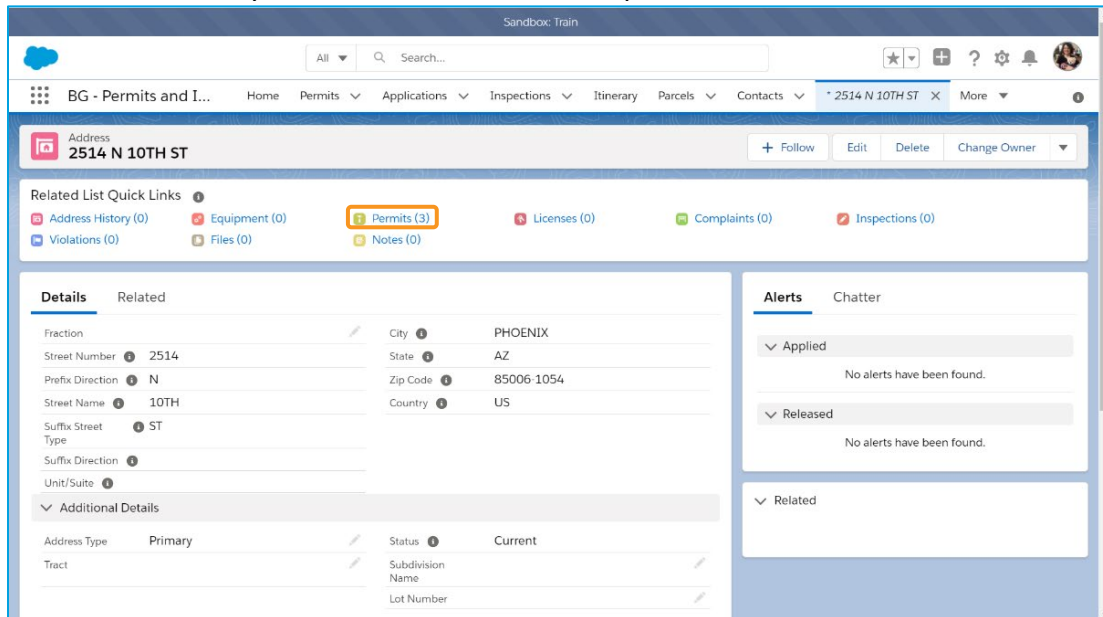 Sandbox: Train
All Search...
BG - Permits and I... Home Permits Applications Inspections Itinerary Parcels Contacts * 2514 N 10TH ST More
Address
2514 N 10TH ST
+ Follow Edit Delete Change Owner
Related List Quick Links
Address History (0) Equipment (0) Permits (3) Licenses (0) Complaints (0) Inspections (0)
Violations (0) Files (0) Notes (0)
Details Related
Fraction City PHOENIX
Street Number 2514 State AZ
Prefix Direction N Zip Code 85006-1054
Street Name 10TH Country US
Suffix Street Type ST
Suffix Direction
Unit/Suite
Additional Details
Address Type Primary Status Current
Tract Subdivision Name
Lot Number
Alerts Chatter
Applied
No alerts have been found.
Released
No alerts have been found.
Related